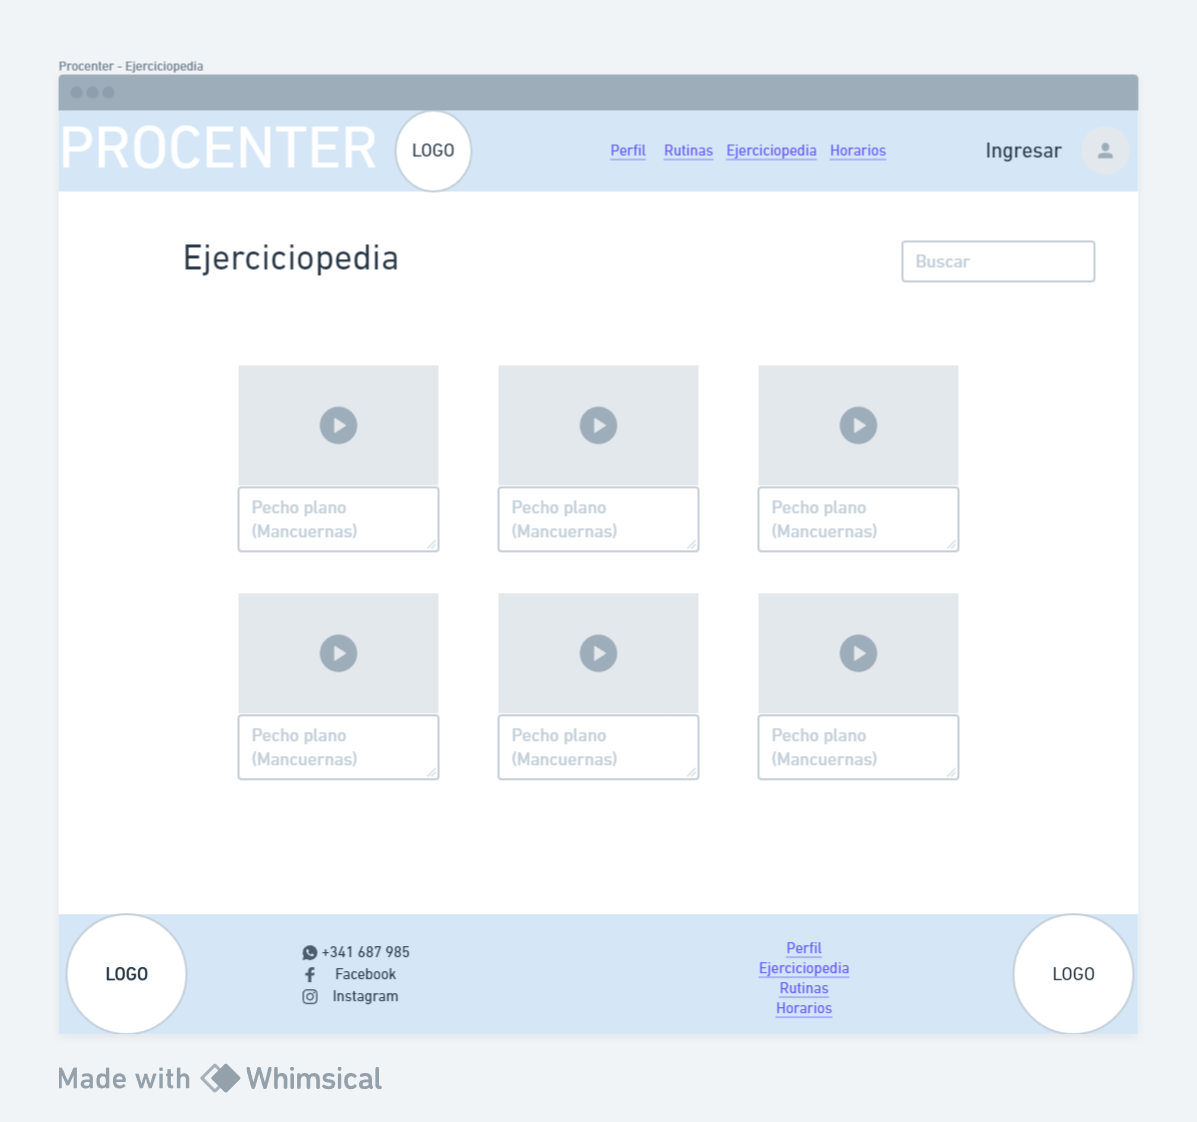 Procenter - Ejerciciopedia
PROCENTER
LOGO
Perfil Rutinas Ejerciciopedia Horarios
Ingresar
Ejerciciopedia
Buscar
Pecho plano
(Mancuernas)
Pecho plano
(Mancuernas)
Pecho plano
(Mancuernas)
Pecho plano
(Mancuernas)
Pecho plano
(Mancuernas)
Pecho plano
(Mancuernas)
LOGO
+341 687 985
Facebook
Instagram
Perfil
Ejerciciopedia
Rutinas
Horarios
LOGO
Made with Whimsical